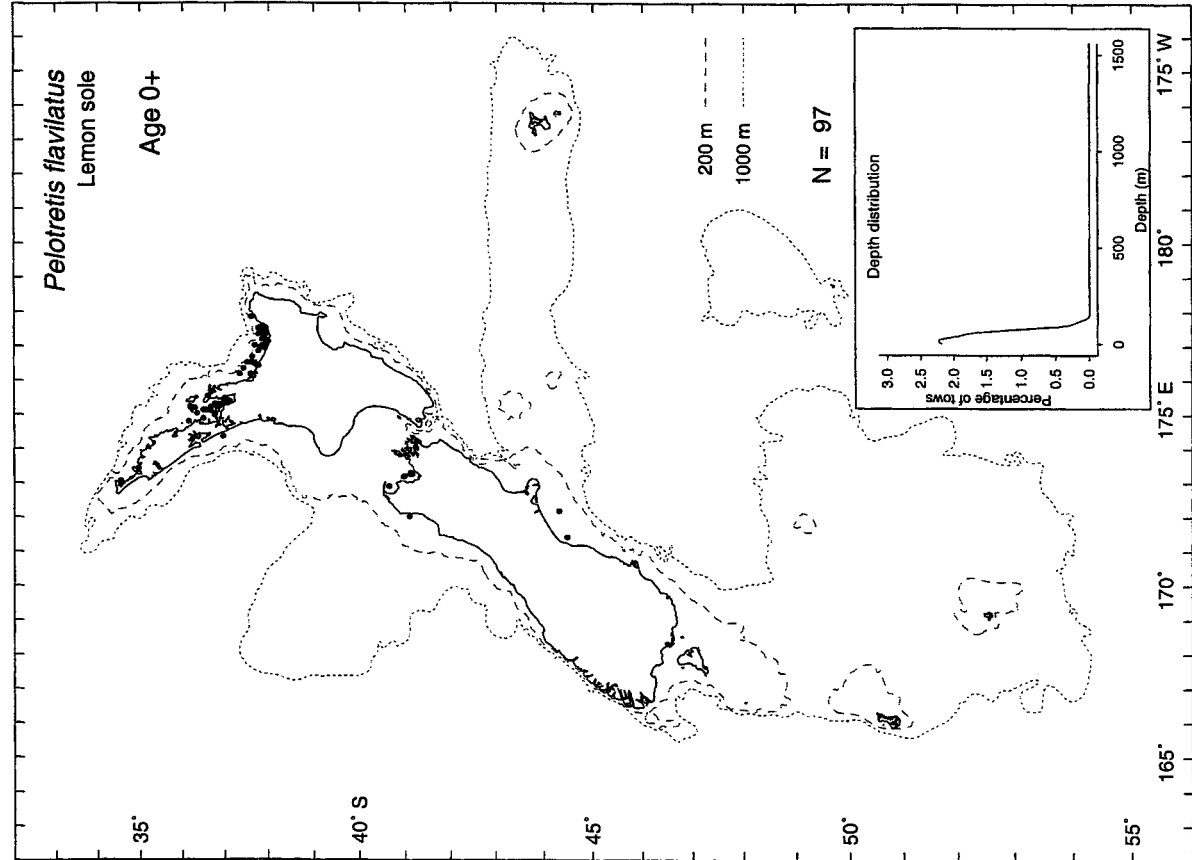 Pelotretis flavilatus
Lemon sole
Age 0+
35°
40° S
45°
50°
55°
165°
170°
175° E
180°
175° W
200 m
1000 m
N = 97
Depth distribution
Percentage of tows
3.0
2.5
2.0
1.5
1.0
0.5
0.0
0
500
1000
1500
Depth (m)